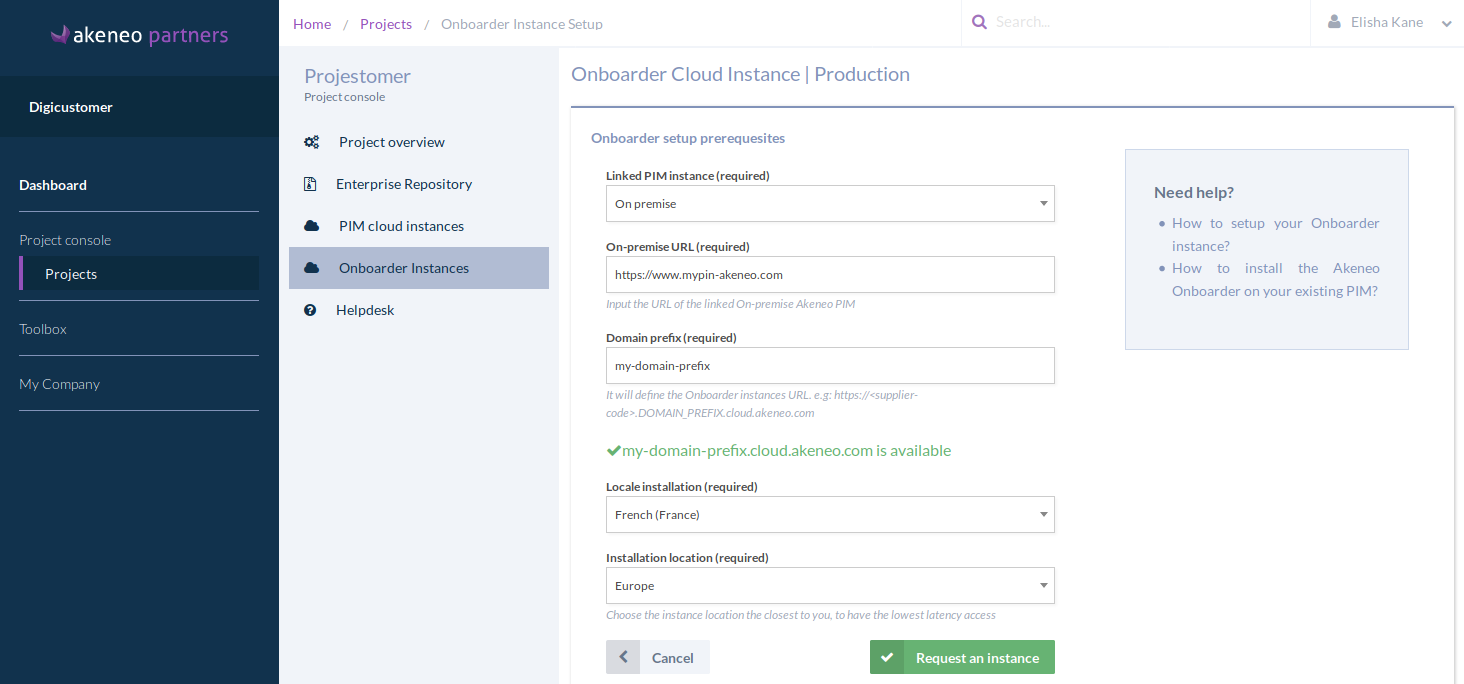 akeneo partners
Digicustomer
Dashboard
Project console
Projects
Toolbox
My Company
Home / Projects / Onboarder Instance Setup
Search...
Elisha Kane
Projestomer
Project console
Project overview
Enterprise Repository
PIM cloud instances
Onboarder Instances
Helpdesk
Onboarder Cloud Instance | Production
Onboarder setup prerequesites
Linked PIM instance (required)
On premise
On-premise URL (required)
https://www.mypin-akeneo.com
Input the URL of the linked On-premise Akeneo PIM
Domain prefix (required)
my-domain-prefix
It will define the Onboarder instances URL. e.g: https://<supplier-
code>.DOMAIN_PREFIX.cloud.akeneo.com
my-domain-prefix.cloud.akeneo.com is available
Locale installation (required)
French (France)
Installation location (required)
Europe
Choose the instance location the closest to you, to have the lowest latency access
Cancel
Request an instance
Need help?
How to setup your Onboarder
instance?
How to install the Akeneo
Onboarder on your existing PIM?